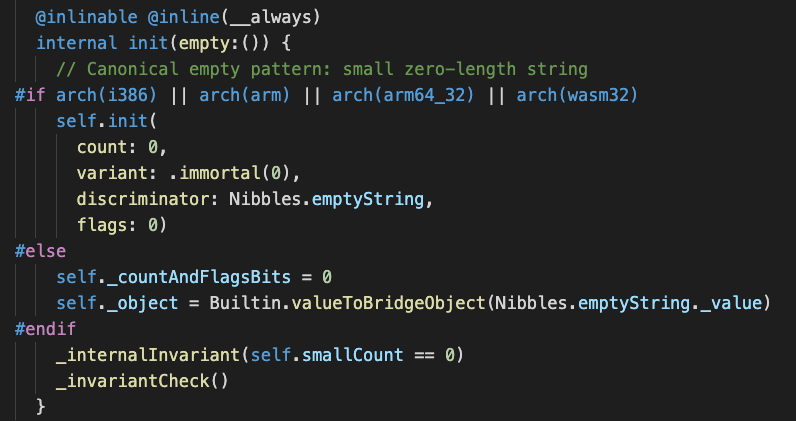 @inlinable @inline(__always)
internal init(empty:()) {
// Canonical empty pattern: small zero-length string
#if arch(i386) || arch(arm) || arch(arm64_32) || arch(wasm32)
self.init(
count: 0,
variant: .immortal(0),
discriminator: Nibbles.emptyString,
flags: 0)
#else
self._countAndFlagsBits = 0
self._object = Builtin.valueToBridgeObject(Nibbles.emptyString._value)
#endif
_internalInvariant(self.smallCount == 0)
_invariantCheck()
}